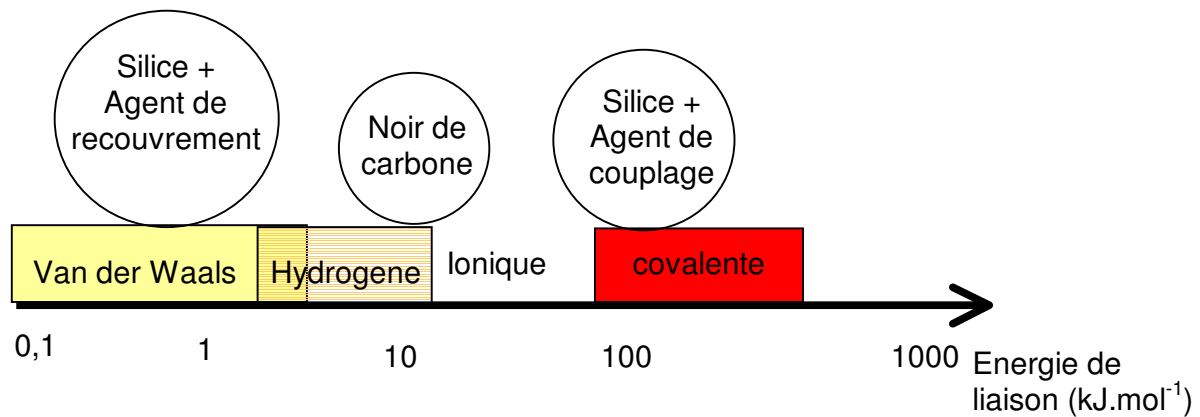 Silice +
Agent de
recouvrement
Noir de
carbone
Silice +
Agent de
couplage
Van der Waals
Hydrogene
Ionique
covalente
0,1
1
10
100
1000
Energie de
liaison (kJ.mol⁻¹)